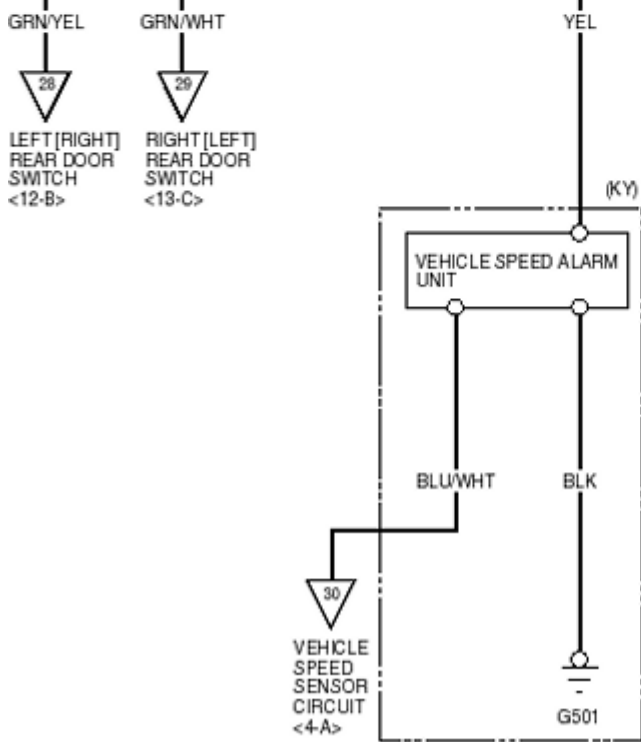 GRN/YEL
GRN/WHT
YEL
28
29
LEFT [RIGHT]
REAR DOOR
SWITCH
<12-B>
RIGHT [LEFT]
REAR DOOR
SWITCH
<13-C>
(KY)
VEHICLE SPEED ALARM
UNIT
BLU/WHT
BLK
30
VEHICLE
SPEED
SENSOR
CIRCUIT
<4-A>
G501